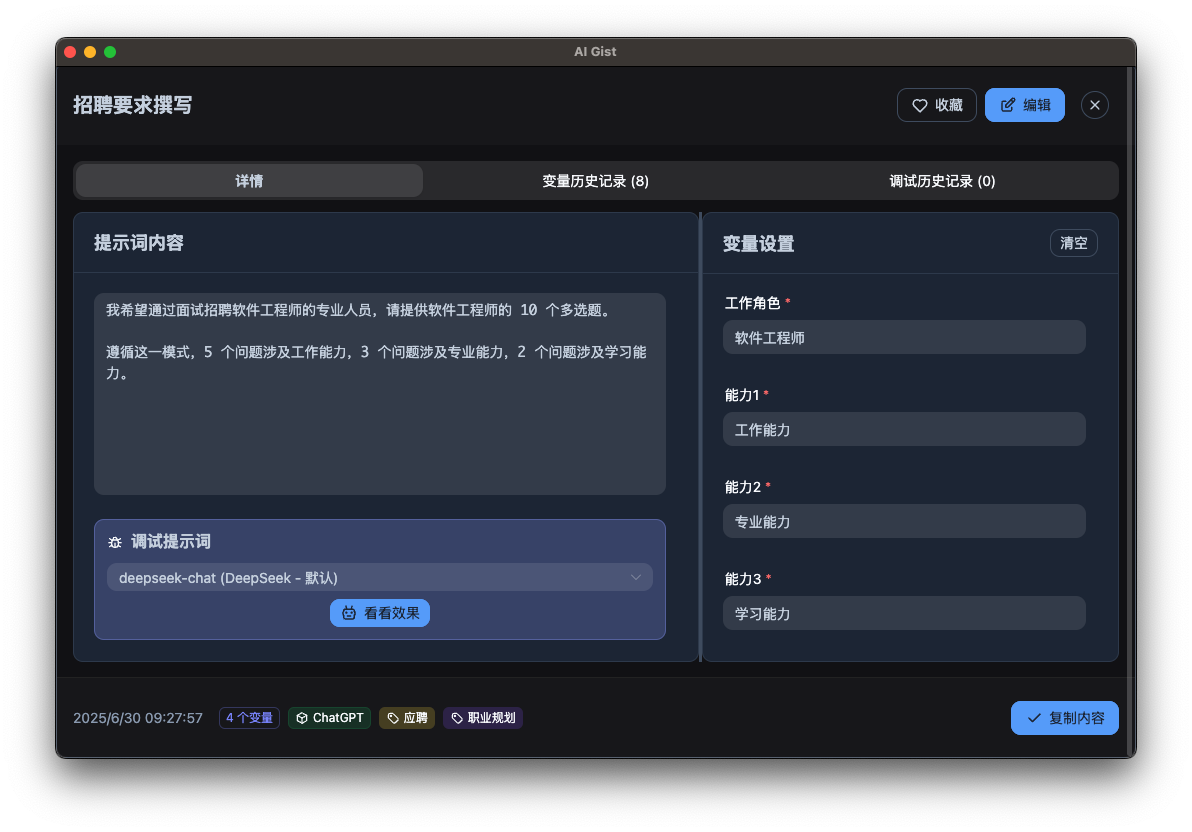 AI Gist
招聘要求撰写
收藏
编辑
详情
变量历史记录 (8)
调试历史记录 (0)
提示词内容
我希望通过面试招聘软件工程师的专业人员，请提供软件工程师的 10 个多选题。
遵循这一模式，5 个问题涉及工作能力，3 个问题涉及专业能力，2 个问题涉及学习能
力。
调试提示词
deepseek-chat (DeepSeek - 默认)
看看效果
变量设置
清空
工作角色 *
软件工程师
能力1 *
工作能力
能力2 *
专业能力
能力3 *
学习能力
2025/6/30 09:27:57
4 个变量
ChatGPT
应聘
职业规划
复制内容